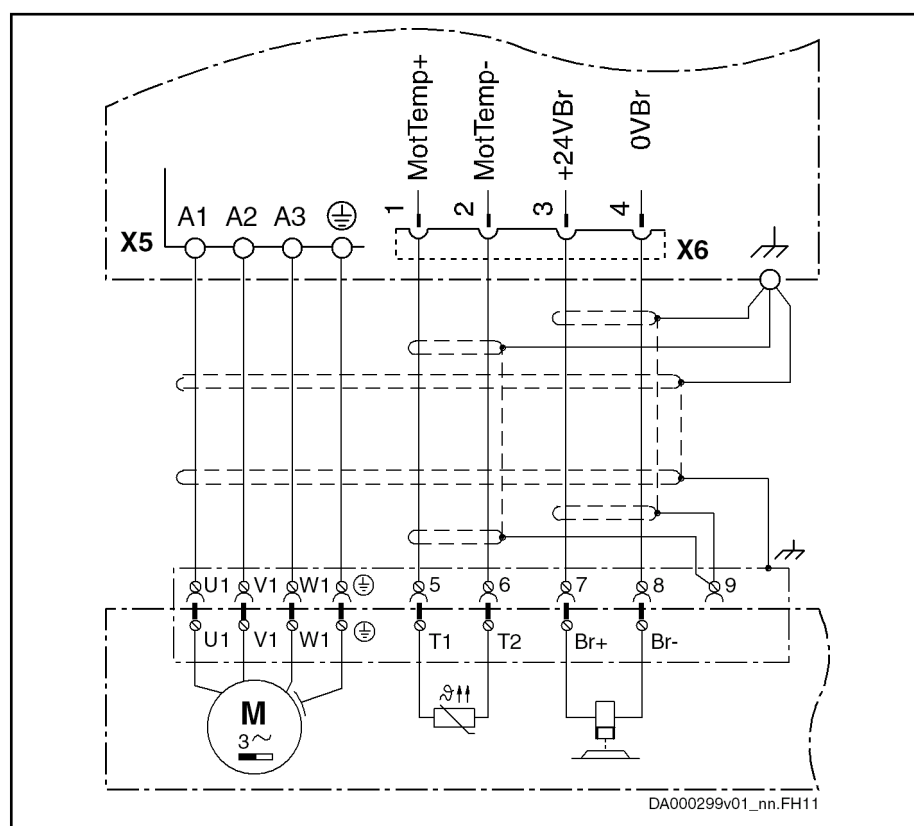 MotTemp+ MotTemp- +24VBr 0VBr
1 2 3 4
X5 A1 A2 A3 X6
U1 V1 W1 5 6 7 8 9
U1 V1 W1 T1 T2 Br+ Br-
ϑ
M
3~
DA000299v01_nn.FH11